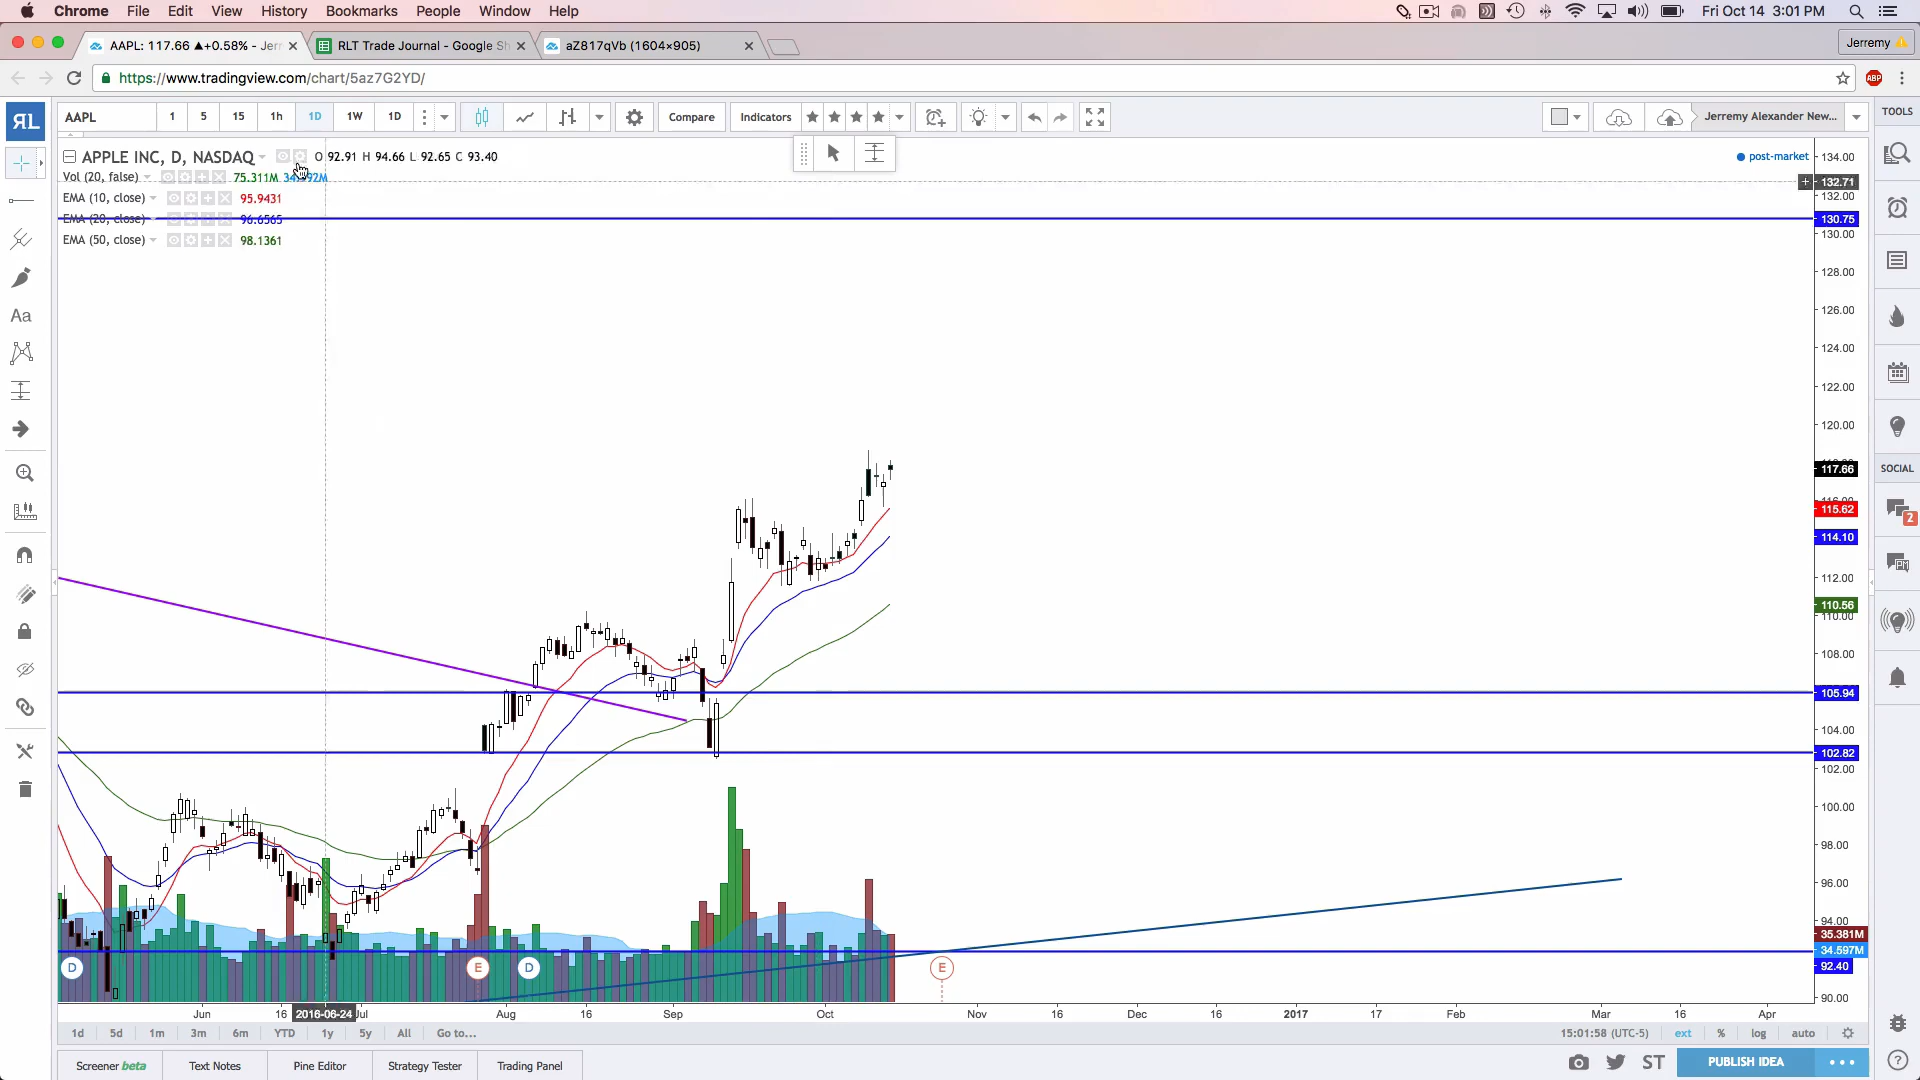 Chrome File Edit View History Bookmarks People Window Help Fri Oct 14 3:01 PM
AAPL: 117.66 ▲+0.58% - Jerr RLT Trade Journal - Google Sh aZ817qVb (1604×905) Jerremy
https://www.tradingview.com/chart/5az7G2YD/
AAPL 1 5 15 1h 1D 1W 1D Compare Indicators Jerremy Alexander New... TOOLS
APPLE INC, D, NASDAQ O 92.91 H 94.66 L 92.65 C 93.40 post-market
Vol (20, false) 75.311M
EMA (10, close) 95.9431
EMA (20, close) 96.6565
EMA (50, close) 98.1361
134.00
132.71
132.00
130.75
130.00
128.00
126.00
124.00
122.00
120.00
117.66
115.62
114.10
112.00
110.56
110.00
108.00
105.94
104.00
102.82
102.00
100.00
98.00
96.00
94.00
35.381M
34.597M
92.40
90.00
SOCIAL
2
D E D E
Jun 16 2016-06-24 Jul Aug 16 Sep Oct Nov 16 Dec 16 2017 17 Feb Mar 16 Apr
1d 5d 1m 3m 6m YTD 1y 5y All Go to... 15:01:58 (UTC-5) ext % log auto
Screener beta Text Notes Pine Editor Strategy Tester Trading Panel ST PUBLISH IDEA
Aa
RL
ABP